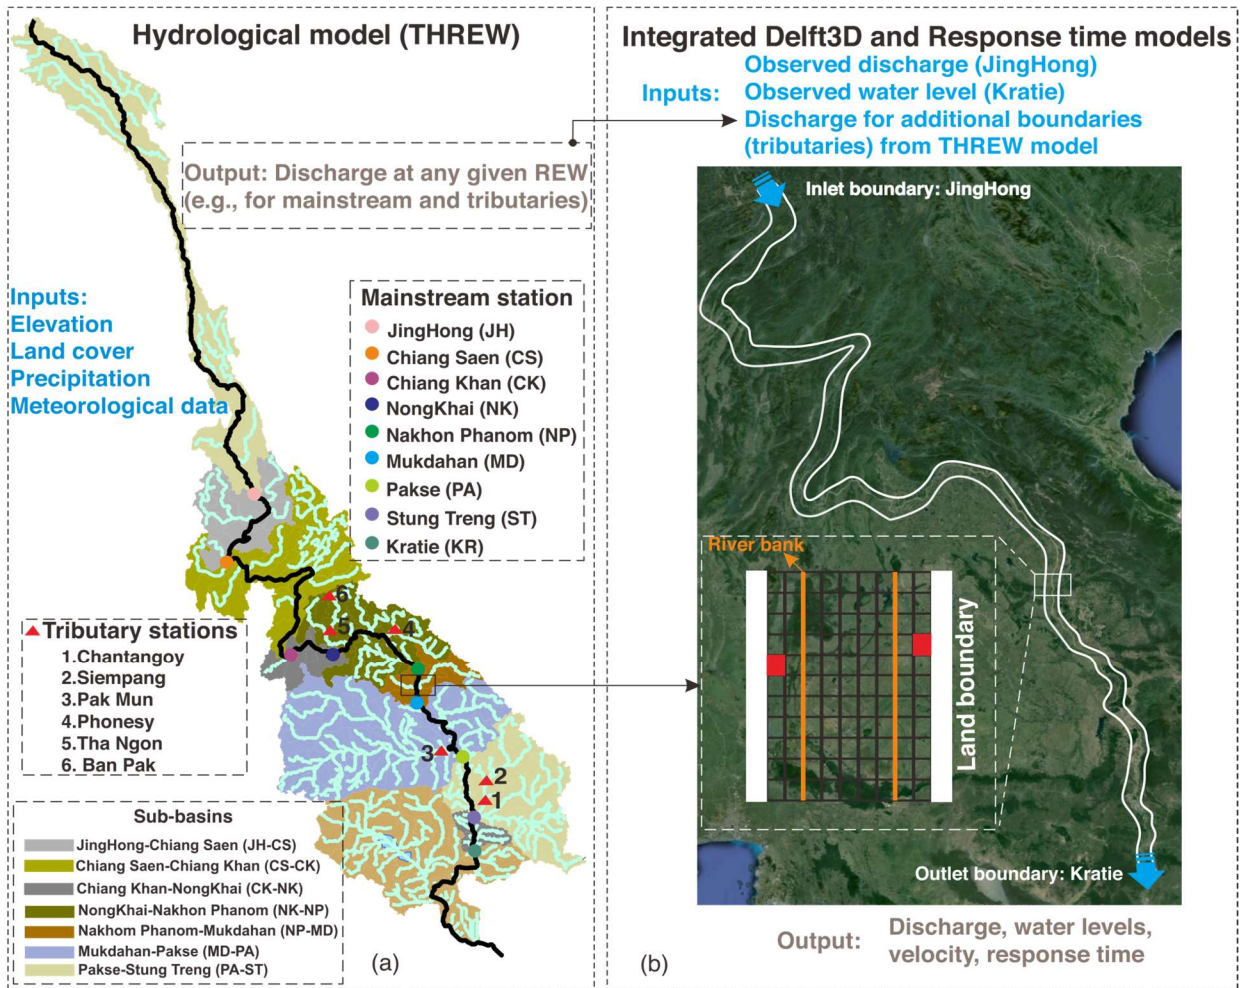 Hydrological model (THREW)
Output: Discharge at any given REW
(e.g., for mainstream and tributaries)
Inputs:
Elevation
Land cover
Precipitation
Meteorological data
Mainstream station
JingHong (JH)
Chiang Saen (CS)
Chiang Khan (CK)
NongKhai (NK)
Nakhon Phanom (NP)
Mukdahan (MD)
Pakse (PA)
Stung Treng (ST)
Kratie (KR)
6
5
4
3
2
1
Tributary stations
1.Chantangoy
2.Siempang
3.Pak Mun
4.Phonesy
5.Tha Ngon
6. Ban Pak
Sub-basins
JingHong-Chiang Saen (JH-CS)
Chiang Saen-Chiang Khan (CS-CK)
Chiang Khan-NongKhai (CK-NK)
NongKhai-Nakhon Phanom (NK-NP)
Nakhom Phanom-Mukdahan (NP-MD)
Mukdahan-Pakse (MD-PA)
Pakse-Stung Treng (PA-ST)
(a)
Integrated Delft3D and Response time models
Inputs:
Observed discharge (JingHong)
Observed water level (Kratie)
Discharge for additional boundaries
(tributaries) from THREW model
Inlet boundary: JingHong
River bank
Land boundary
Outlet boundary: Kratie
Output:
Discharge, water levels,
velocity, response time
(b)